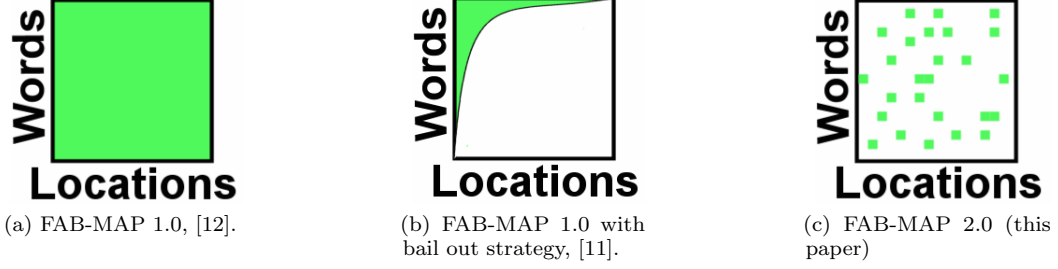 Words
Locations
(a) FAB-MAP 1.0, [12].
Words
Locations
(b) FAB-MAP 1.0 with
bail out strategy, [11].
Words
Locations
(c) FAB-MAP 2.0 (this
paper)